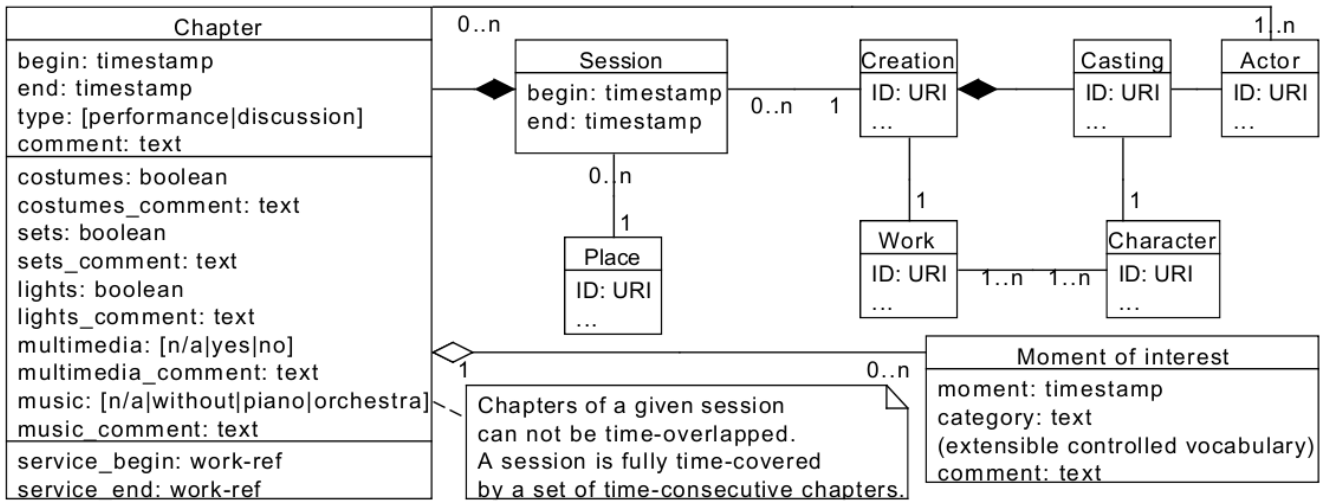 Chapter
begin: timestamp
end: timestamp
type: [performance|discussion]
comment: text
costumes: boolean
costumes_comment: text
sets: boolean
sets_comment: text
lights: boolean
lights_comment: text
multimedia: [n/a|yes|no]
multimedia_comment: text
music: [n/a|without|piano|orchestra]
music_comment: text
service_begin: work-ref
service_end: work-ref
0..n
1..n
Session
begin: timestamp
end: timestamp
0..n
1
Creation
ID: URI
...
Casting
ID: URI
...
Actor
ID: URI
...
0..n
1
Place
ID: URI
...
1
Work
ID: URI
...
1..n
1..n
1
Character
ID: URI
...
1
0..n
Moment of interest
moment: timestamp
category: text
(extensible controlled vocabulary)
comment: text
Chapters of a given session
can not be time-overlapped.
A session is fully time-covered
by a set of time-consecutive chapters.